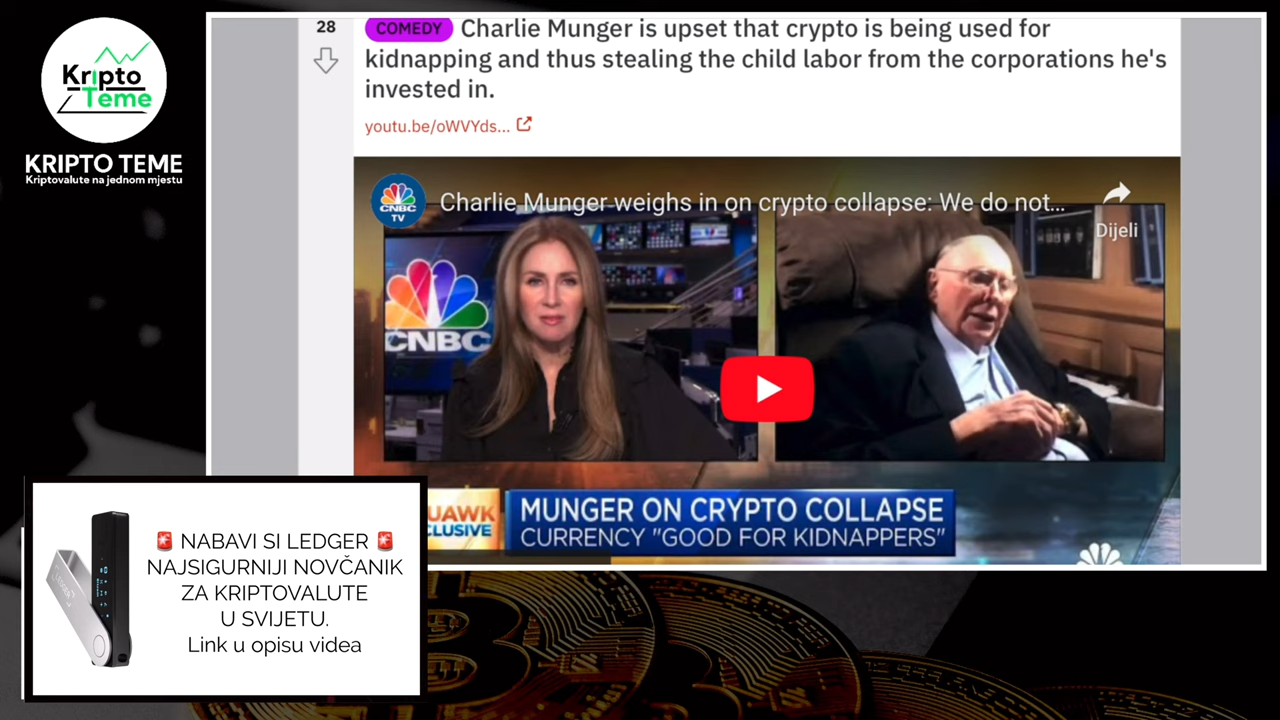 Kripto
Teme
KRIPTO TEME
Kriptovalute na jednom mjestu
28
COMEDY Charlie Munger is upset that crypto is being used for
kidnapping and thus stealing the child labor from the corporations he's
invested in.
youtu.be/oWVYds...
CNBC
TV
Charlie Munger weighs in on crypto collapse: We do not...
Dijeli
CNBC
UAWK
CLUSIVE
MUNGER ON CRYPTO COLLAPSE
CURRENCY "GOOD FOR KIDNAPPERS"
🚨 NABAVI SI LEDGER 🚨
NAJSIGURNIJI NOVČANIK
ZA KRIPTOVALUTE
U SVIJETU.
Link u opisu videa